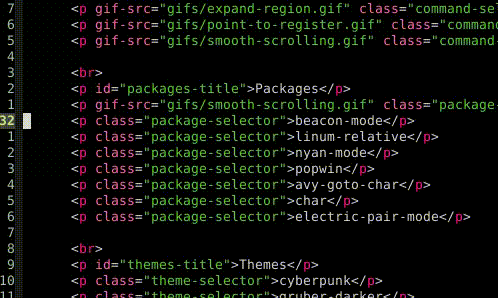 7 <p gif-src="gifs/expand-region.gif" class="command-se
6 <p gif-src="gifs/point-to-register.gif" class="comman
5 <p gif-src="gifs/smooth-scrolling.gif" class="command-
4
3 <br>
2 <p id="packages-title">Packages</p>
1 <p gif-src="gifs/smooth-scrolling.gif" class="package-
32 <p class="package-selector">beacon-mode</p>
1 <p class="package-selector">linum-relative</p>
2 <p class="package-selector">nyan-mode</p>
3 <p class="package-selector">popwin</p>
4 <p class="package-selector">avy-goto-char</p>
5 <p class="package-selector">char</p>
6 <p class="package-selector">electric-pair-mode</p>
7
8 <br>
9 <p id="themes-title">Themes</p>
10 <p class="theme-selector">cyberpunk</p>
11 <p class="theme-selector">gruber-darker</p>